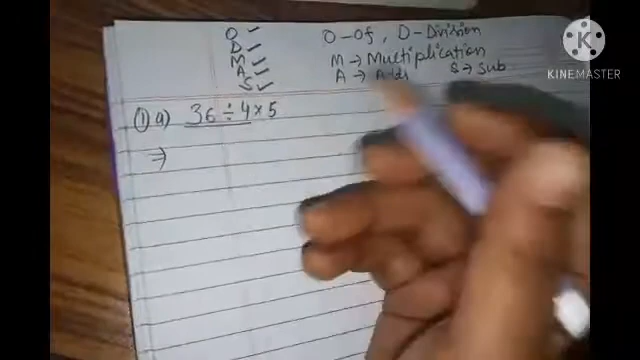 O ✓ O - Of, D - Division
D ✓
M ✓ M → Multiplication
A ✓ A → S → Sub
S ✓
① a) 36 ÷ 4 × 5
⇒
KINEMASTER